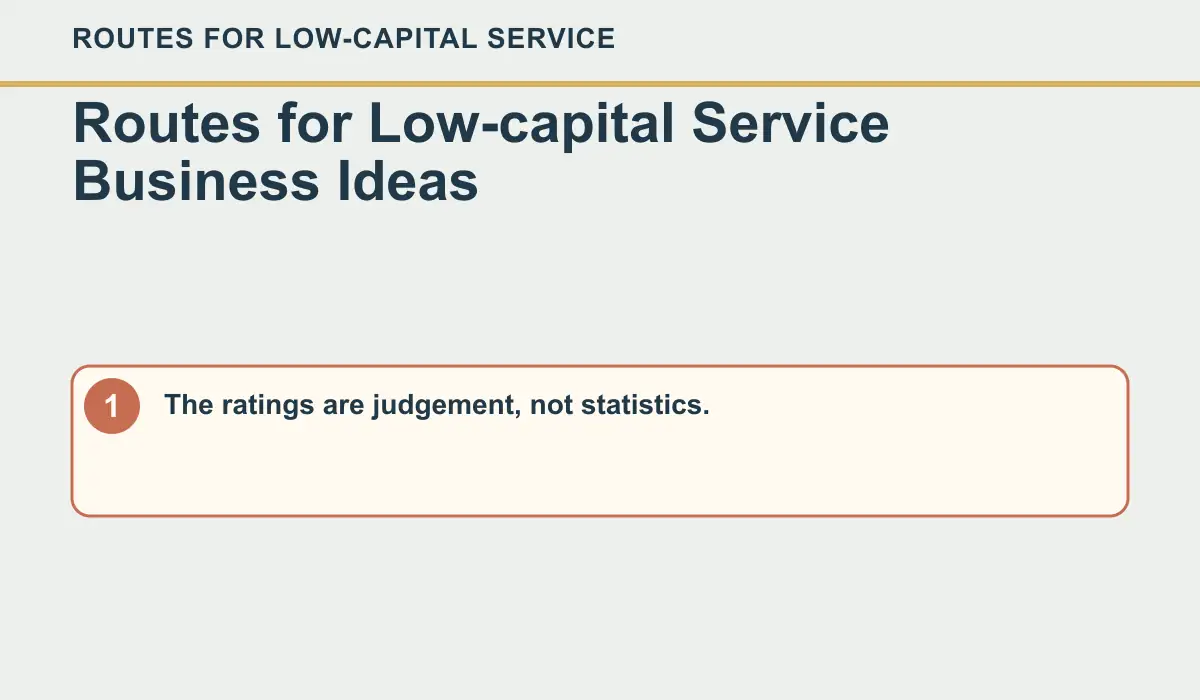 ROUTES FOR LOW-CAPITAL SERVICE
Routes for Low-capital Service
Business Ideas
1
The ratings are judgement, not statistics.